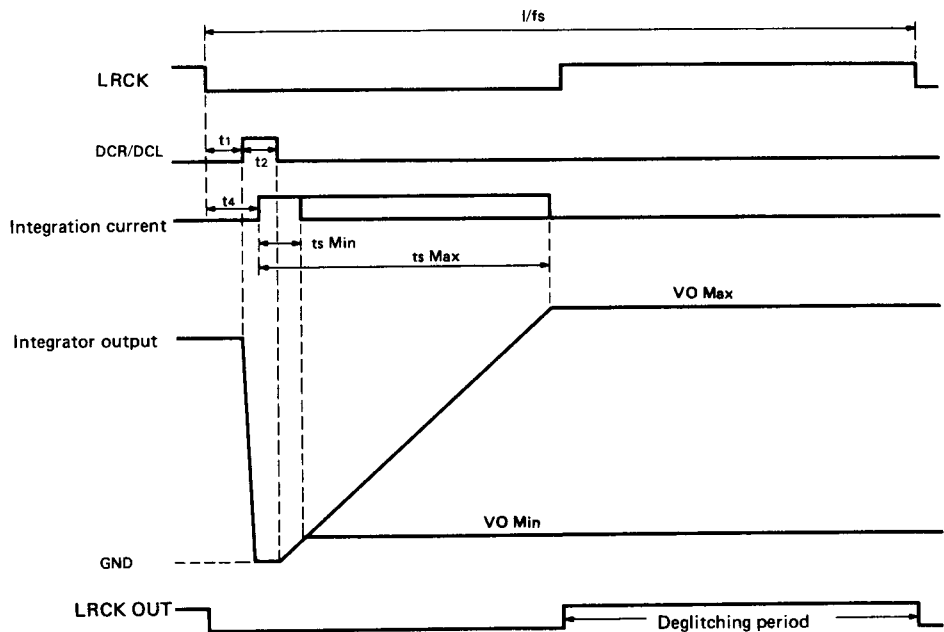 l/fs
LRCK
t1
DCR/DCL
t2
t4
Integration current
ts Min
ts Max
VO Max
Integrator output
VO Min
GND
LRCK OUT
Deglitching period